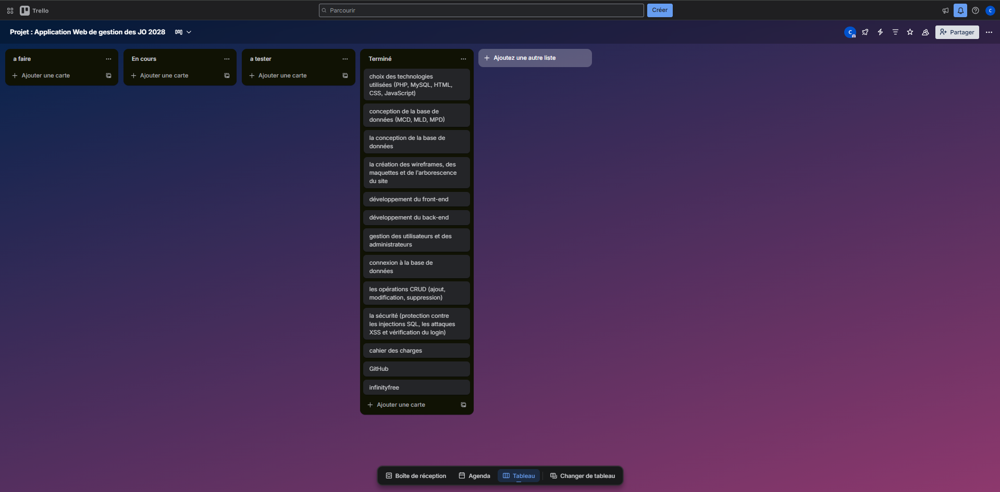 Trello
Parcourir
Créer
C
Projet : Application Web de gestion des JO 2028
C
Partager
a faire
Ajouter une carte
En cours
Ajouter une carte
a tester
Ajouter une carte
Terminé
choix des technologies
utilisées (PHP, MySQL, HTML,
CSS, JavaScript)
conception de la base de
données (MCD, MLD, MPD)
la conception de la base de
données
la création des wireframes, des
maquettes et de l'arborescence
du site
développement du front-end
développement du back-end
gestion des utilisateurs et des
administrateurs
connexion à la base de
données
les opérations CRUD (ajout,
modification, suppression)
la sécurité (protection contre
les injections SQL, les attaques
XSS et vérification du login)
cahier des charges
GitHub
infinityfree
Ajouter une carte
Ajoutez une autre liste
Boîte de réception
Agenda
Tableau
Changer de tableau